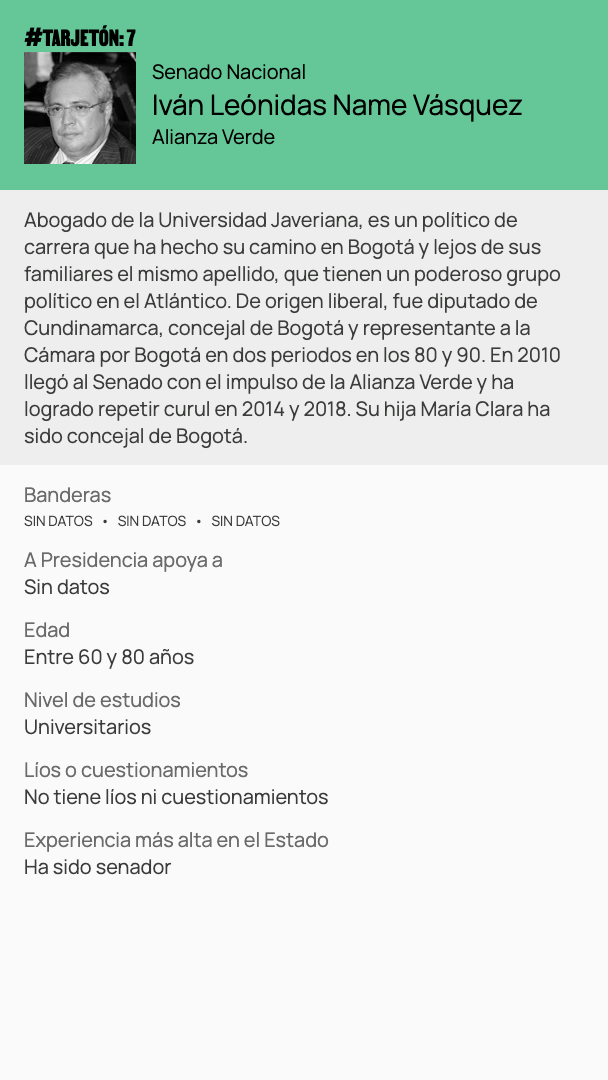 #TARJETÓN: 7
Senado Nacional
Iván Leónidas Name Vásquez
Alianza Verde
Abogado de la Universidad Javeriana, es un político de
carrera que ha hecho su camino en Bogotá y lejos de sus
familiares el mismo apellido, que tienen un poderoso grupo
político en el Atlántico. De origen liberal, fue diputado de
Cundinamarca, concejal de Bogotá y representante a la
Cámara por Bogotá en dos periodos en los 80 y 90. En 2010
llegó al Senado con el impulso de la Alianza Verde y ha
logrado repetir curul en 2014 y 2018. Su hija María Clara ha
sido concejal de Bogotá.
Banderas
SIN DATOS • SIN DATOS • SIN DATOS
A Presidencia apoya a
Sin datos
Edad
Entre 60 y 80 años
Nivel de estudios
Universitarios
Líos o cuestionamientos
No tiene líos ni cuestionamientos
Experiencia más alta en el Estado
Ha sido senador